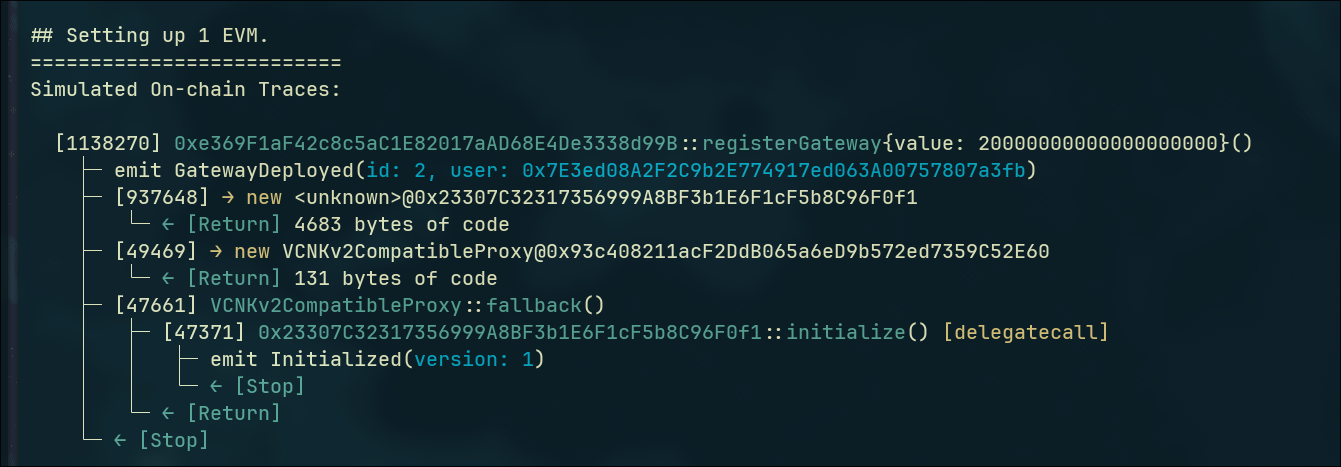 ## Setting up 1 EVM.
==========================
Simulated On-chain Traces:
[1138270] 0xe369F1aF42c8c5aC1E82017aAD68E4De3338d99B::registerGateway{value: 20000000000000000000}()
├─ emit GatewayDeployed(id: 2, user: 0x7E3ed08A2F2C9b2E774917ed063A00757807a3fb)
├─ [937648] → new <unknown>@0x23307C32317356999A8BF3b1E6F1cF5b8C96F0f1
│   └─ ← [Return] 4683 bytes of code
├─ [49469] → new VCNKv2CompatibleProxy@0x93c408211acF2DdB065a6eD9b572ed7359C52E60
│   └─ ← [Return] 131 bytes of code
├─ [47661] VCNKv2CompatibleProxy::fallback()
│   ├─ [47371] 0x23307C32317356999A8BF3b1E6F1cF5b8C96F0f1::initialize() [delegatecall]
│   │   ├─ emit Initialized(version: 1)
│   │   └─ ← [Stop]
│   └─ ← [Return]
└─ ← [Stop]